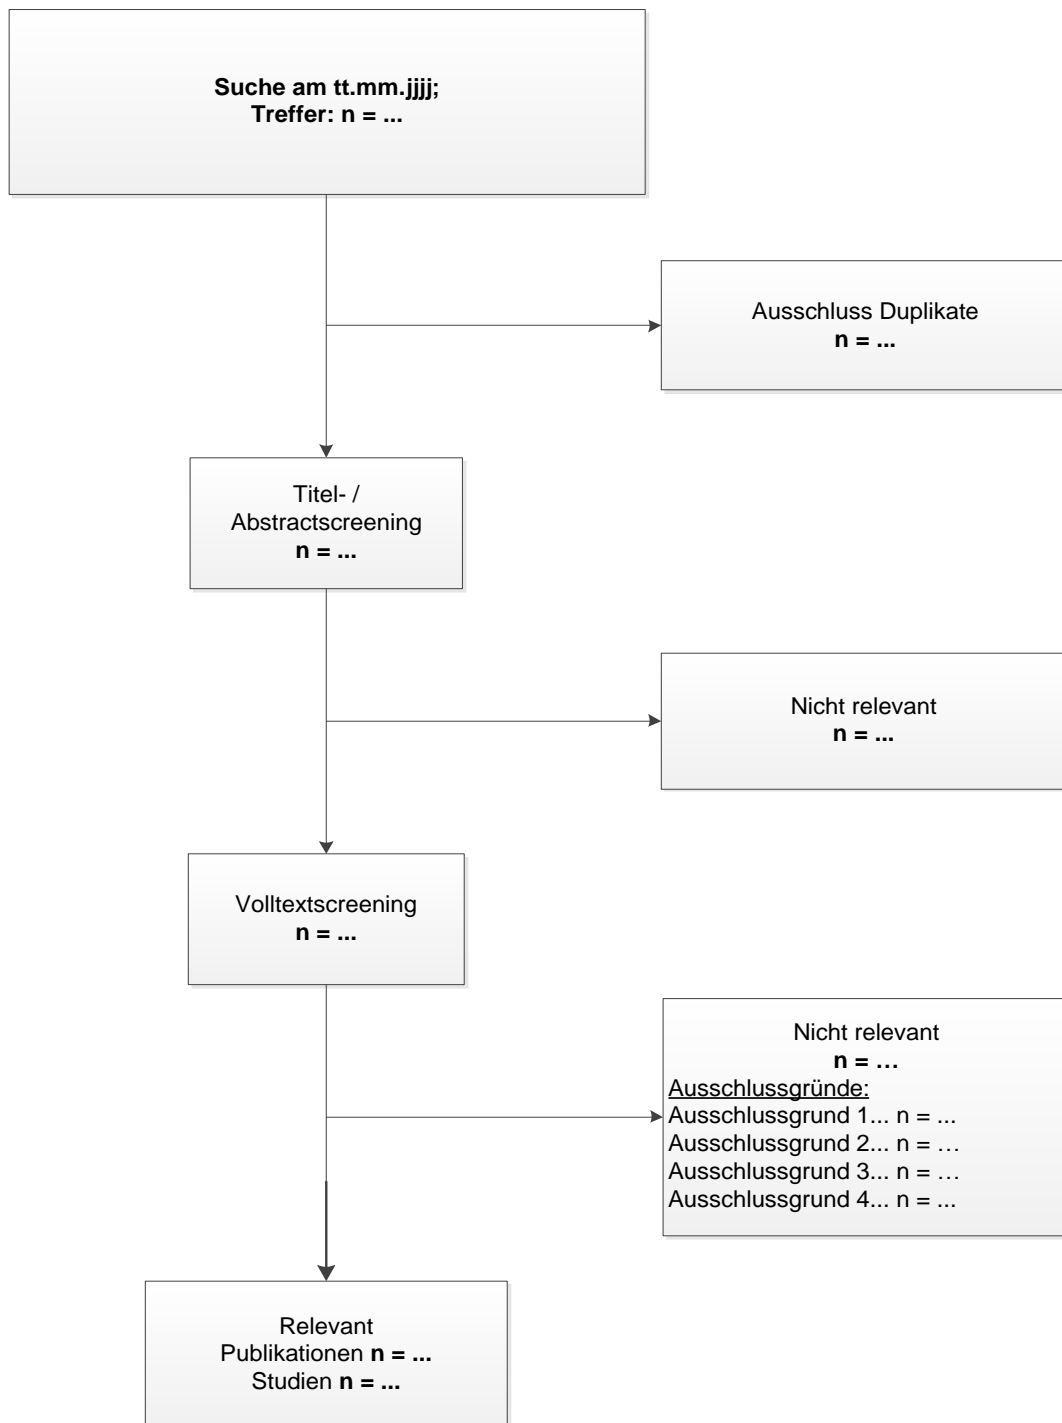 Suche am tt.mm.jjjj;
Treffer: n = ...
Ausschluss Duplikate
n = ...
Titel- /
Abstractscreening
n = ...
Nicht relevant
n = ...
Volltextscreening
n = ...
Nicht relevant
n = …
Ausschlussgründe:
Ausschlussgrund 1... n = ...
Ausschlussgrund 2... n = …
Ausschlussgrund 3... n = …
Ausschlussgrund 4... n = ...
Relevant
Publikationen n = ...
Studien n = ...